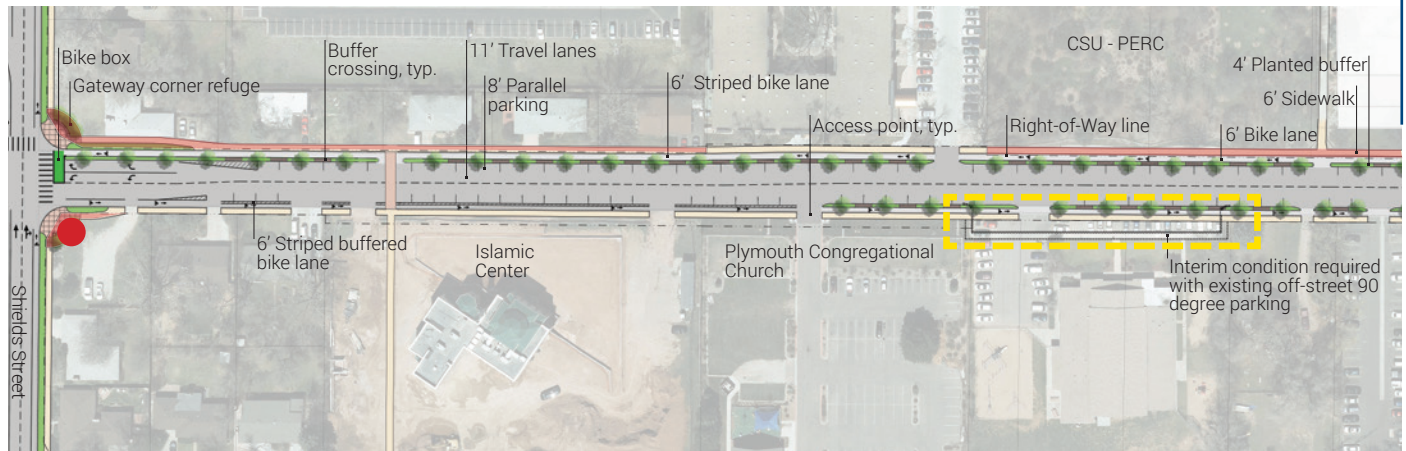 Bike box
Gateway corner refuge
Buffer
crossing, typ.
11’ Travel lanes
8’ Parallel
parking
6’ Striped bike lane
Access point, typ.
CSU - PERC
Right-of-Way line
4’ Planted buffer
6’ Sidewalk
6’ Bike lane
6’ Striped buffered
bike lane
Islamic
Center
Plymouth Congregational
Church
Interim condition required
with existing off-street 90
degree parking
Shields Street